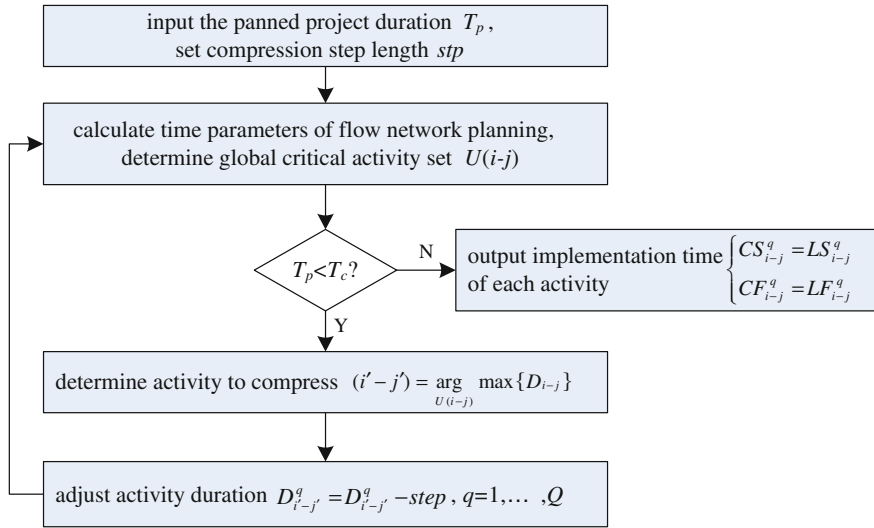 input the panned project duration T_p ,
set compression step length stp
calculate time parameters of flow network planning,
determine global critical activity set U(i-j)
T_p<T_c?
N
output implementation time { CS^q_{i-j} = LS^q_{i-j}
of each activity { CF^q_{i-j} = LF^q_{i-j}
Y
determine activity to compress (i′−j′) = arg max{D_{i−j}}
U(i−j)
adjust activity duration D^q_{i′−j′} = D^q_{i′−j′} −step , q=1,… ,Q